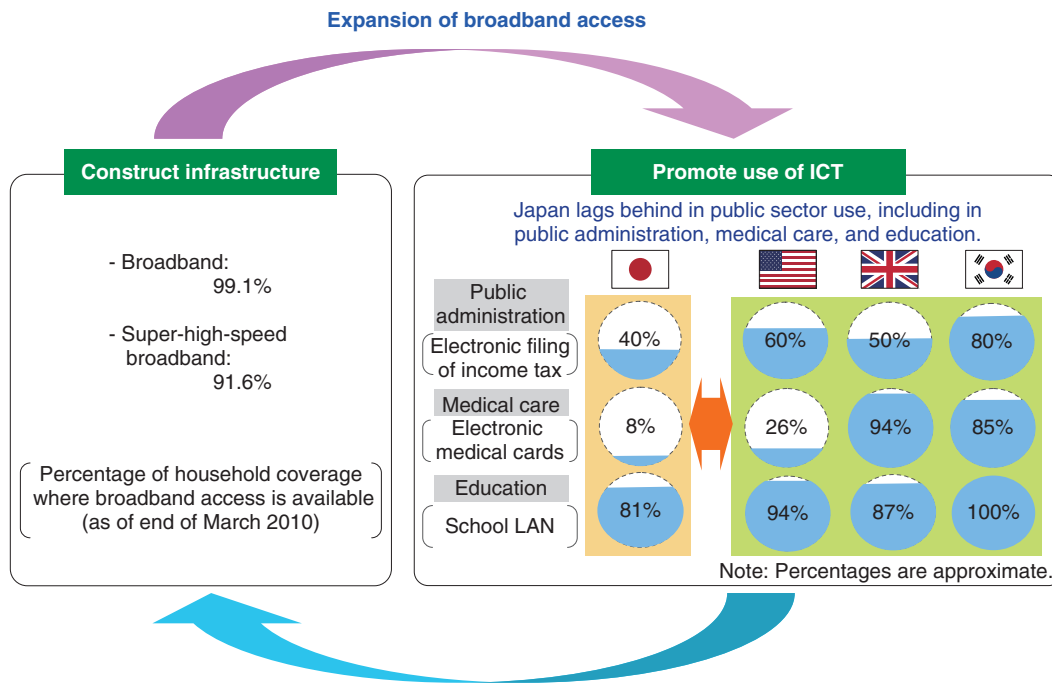 Expansion of broadband access
Construct infrastructure
- Broadband:
99.1%
- Super-high-speed
broadband:
91.6%
Percentage of household coverage
where broadband access is available
(as of end of March 2010)
Promote use of ICT
Japan lags behind in public sector use, including in
public administration, medical care, and education.
Public
administration
Electronic filing
of income tax
40%
60%
50%
80%
Medical care
Electronic
medical cards
8%
26%
94%
85%
Education
School LAN
81%
94%
87%
100%
Note: Percentages are approximate.